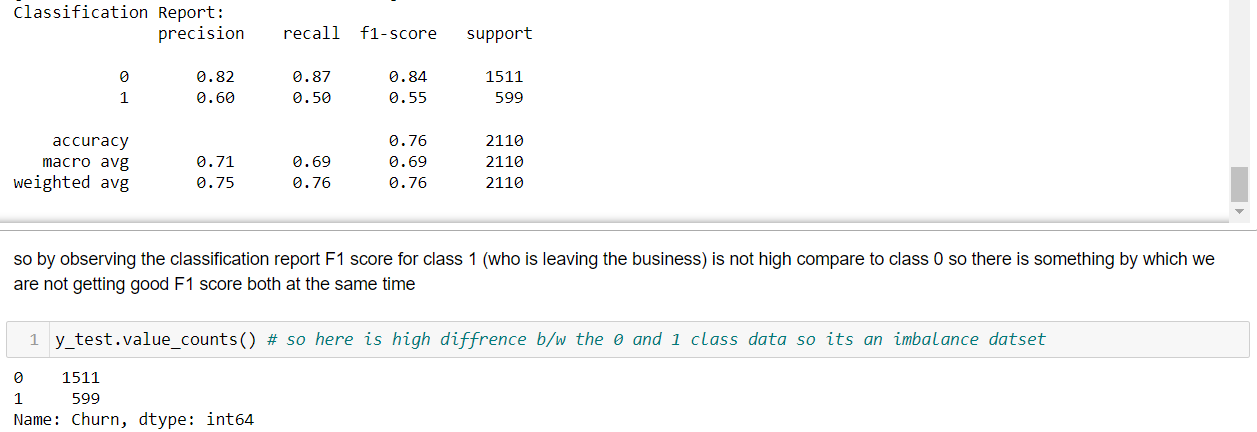 Classification Report:
precision recall f1-score support
0 0.82 0.87 0.84 1511
1 0.60 0.50 0.55 599
accuracy 0.76 2110
macro avg 0.71 0.69 0.69 2110
weighted avg 0.75 0.76 0.76 2110
so by observing the classification report F1 score for class 1 (who is leaving the business) is not high compare to class 0 so there is something by which we
are not getting good F1 score both at the same time
1 y_test.value_counts() # so here is high diffrence b/w the 0 and 1 class data so its an imbalance datset
0 1511
1 599
Name: Churn, dtype: int64